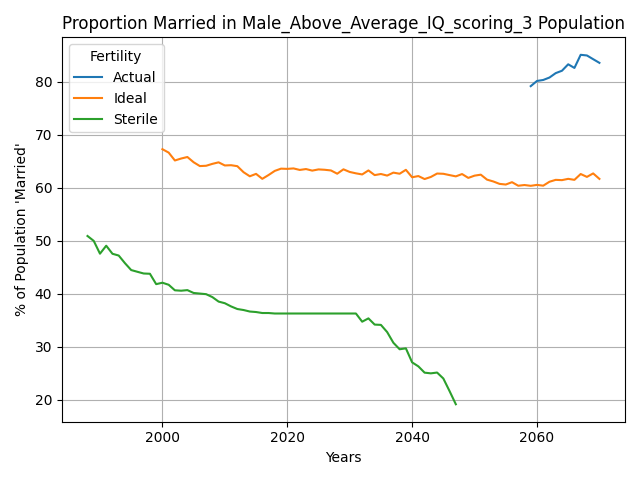 Proportion Married in Male_Above_Average_IQ_scoring_3 Population
Fertility
Actual
Ideal
Sterile
% of Population 'Married'
80
70
60
50
40
30
20
2000
2020
2040
2060
Years